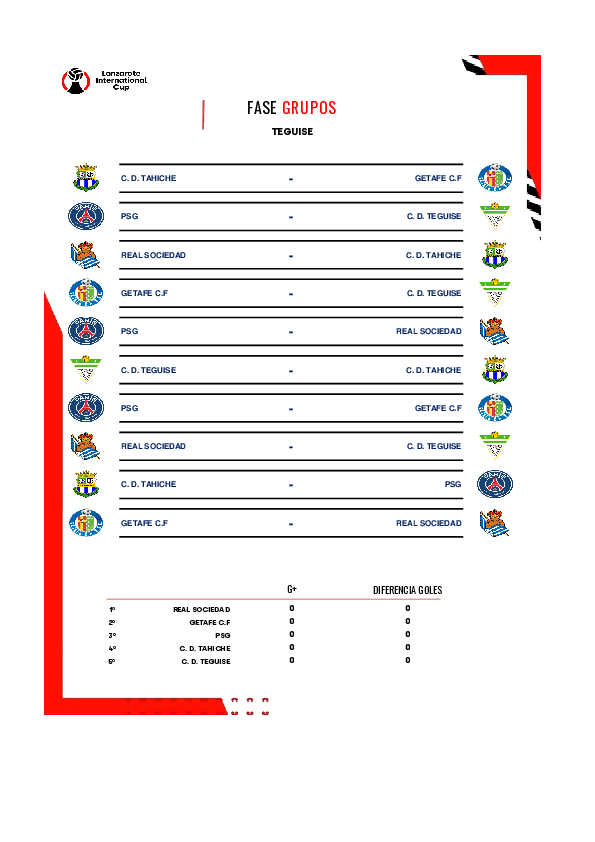 Lanzarote
International
Cup
FASE GRUPOS
TEGUISE
C. D. TAHICHE - GETAFE C.F
PSG - C. D. TEGUISE
REAL SOCIEDAD - C. D. TAHICHE
GETAFE C.F - C. D. TEGUISE
PSG - REAL SOCIEDAD
C. D. TEGUISE - C. D. TAHICHE
PSG - GETAFE C.F
REAL SOCIEDAD - C. D. TEGUISE
C. D. TAHICHE - PSG
GETAFE C.F - REAL SOCIEDAD
G+ DIFERENCIA GOLES
1º REAL SOCIEDAD 0 0
2º GETAFE C.F 0 0
3º PSG 0 0
4º C. D. TAHICHE 0 0
5º C. D. TEGUISE 0 0